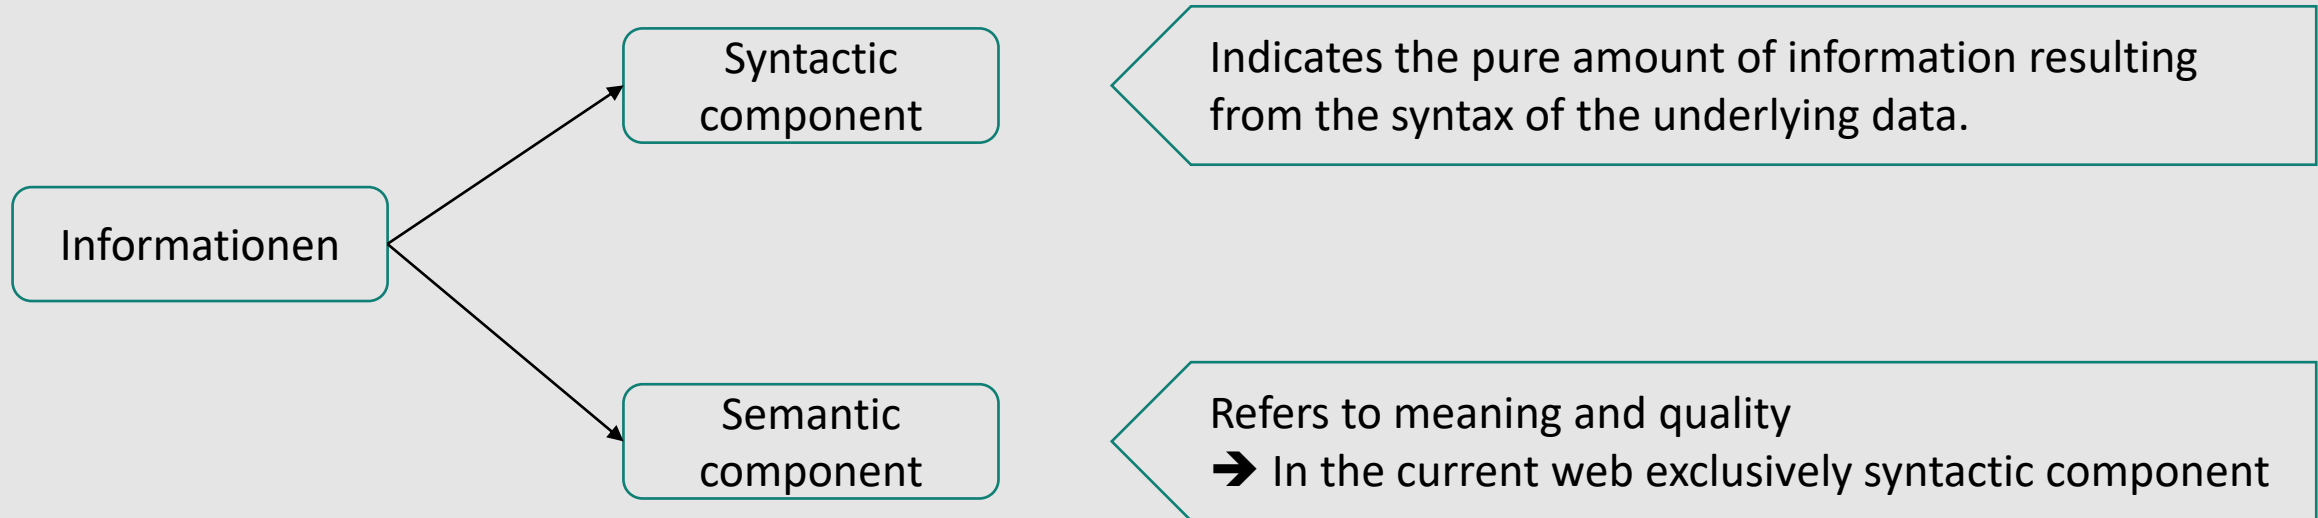 Syntactic
component
Indicates the pure amount of information resulting
from the syntax of the underlying data.
Informationen
Semantic
component
Refers to meaning and quality
➔ In the current web exclusively syntactic component